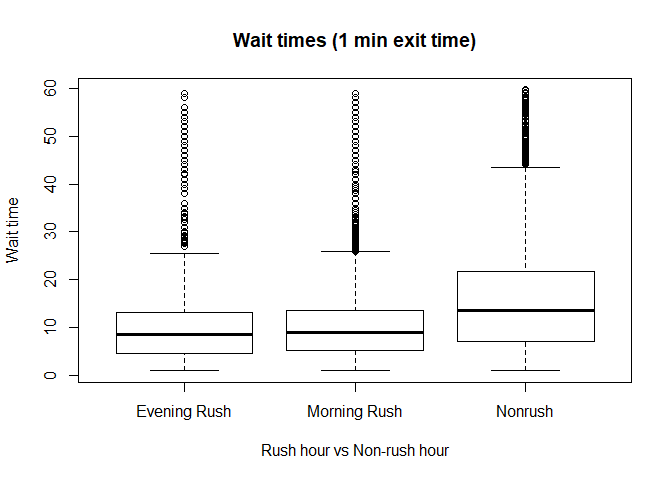 Wait times (1 min exit time)
Wait time
60
50
40
30
20
10
0
Evening Rush
Morning Rush
Nonrush
Rush hour vs Non-rush hour